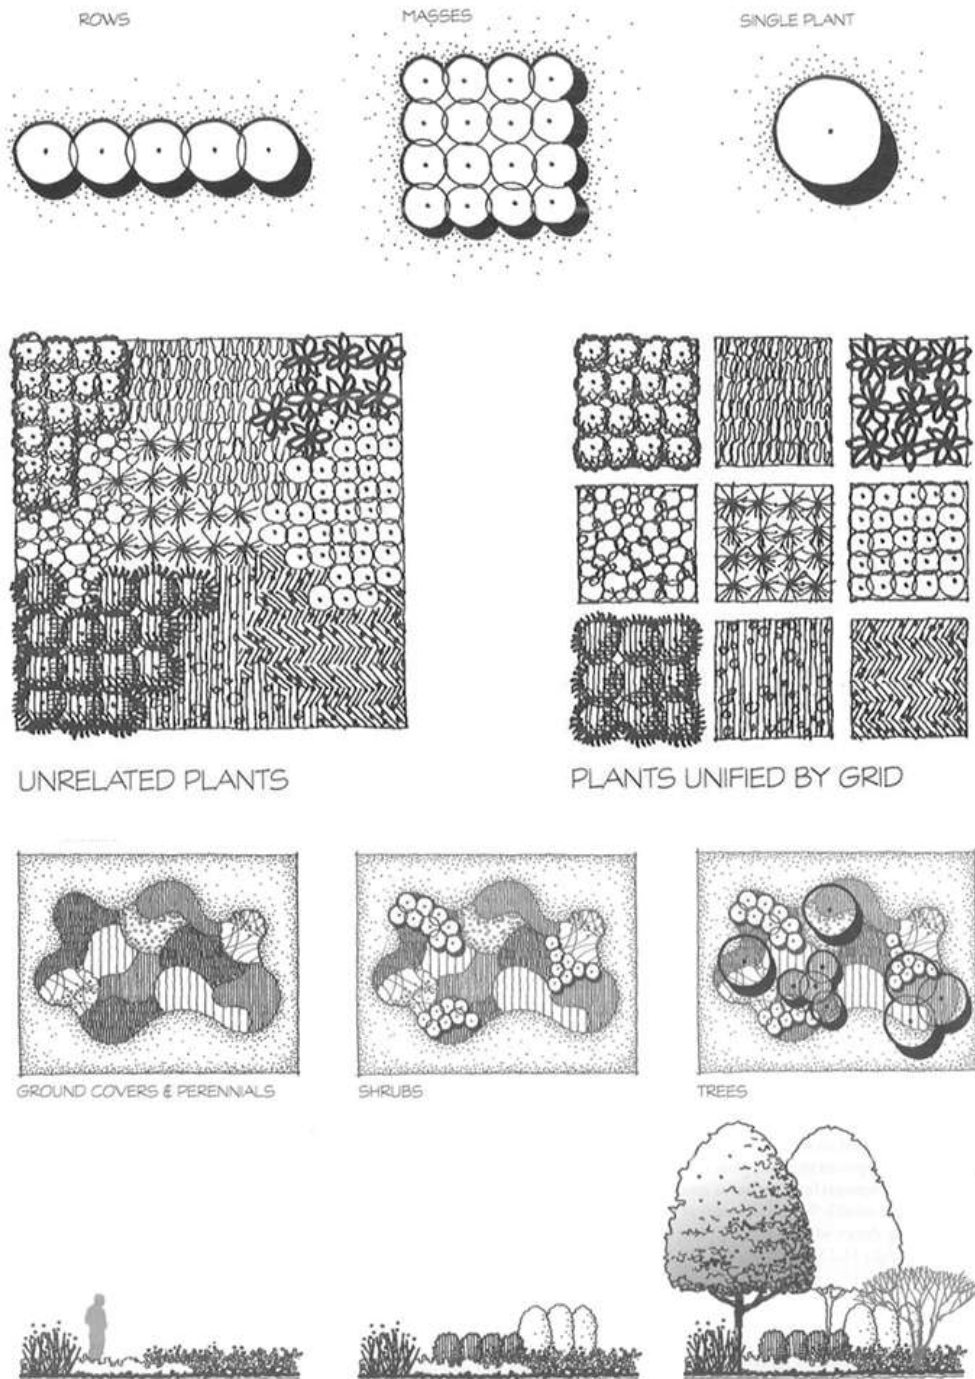 ROWS
MASSES
SINGLE PLANT
UNRELATED PLANTS
PLANTS UNIFIED BY GRID
GROUND COVERS & PERENNIALS
SHRUBS
TREES